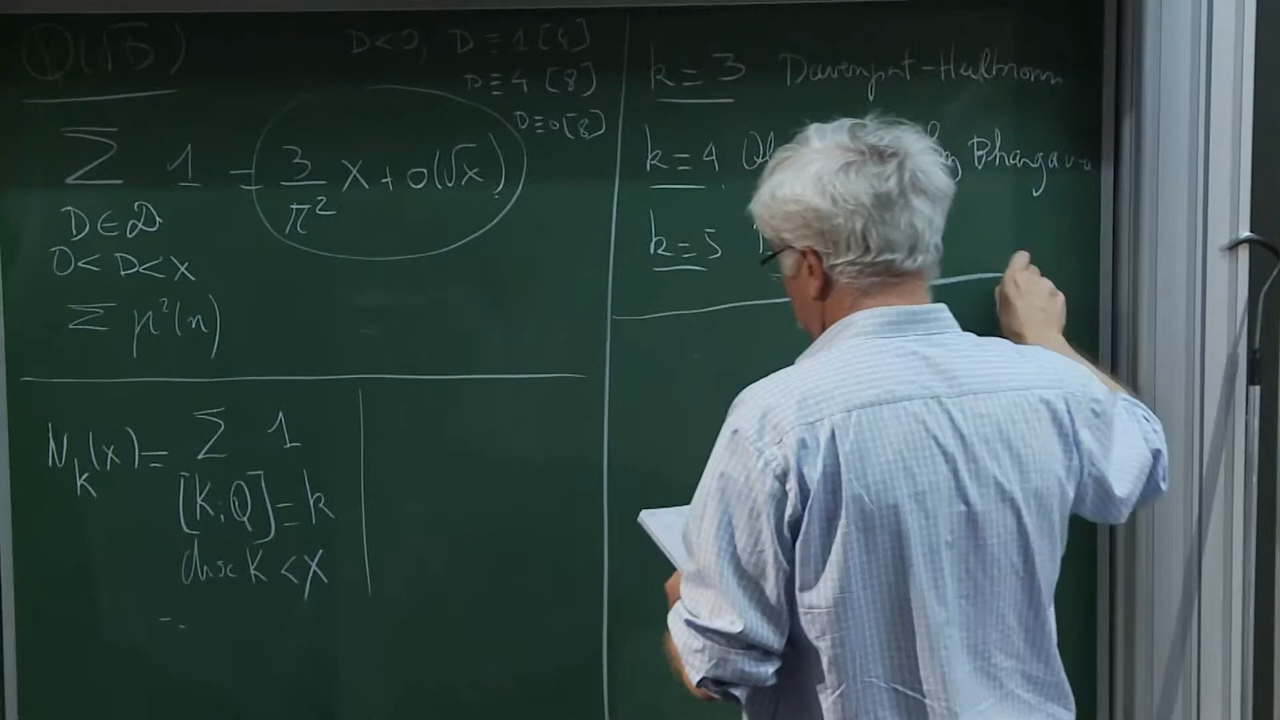 Q(√D)
D<0, D ≡ 1 [4]
D ≡ 4 [8]
D ≡ 0 [8]
Σ 1 = 3/π² X + o(√x)
D ∈ 𝒟
0 < D < X
Σ μ²(n)
N_k(x) = Σ 1
[K:Q] = k
disc K < X
k = 3 Davenport-Heilbronn
k = 4 Bhargava
k = 5